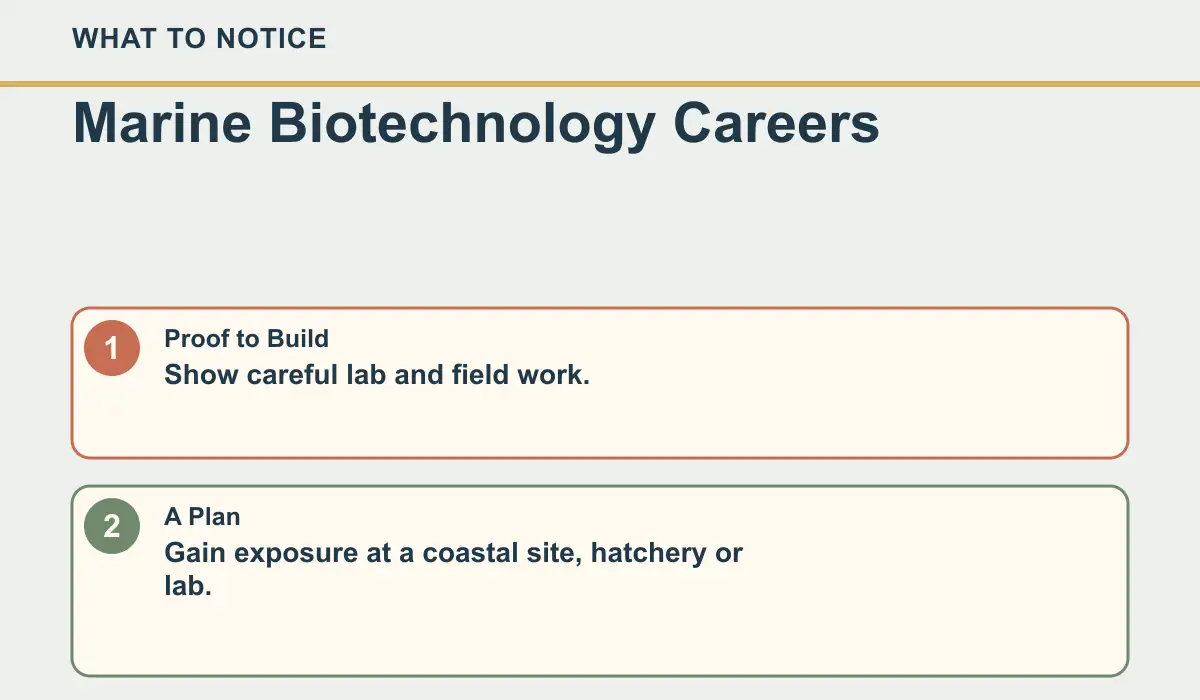 WHAT TO NOTICE
Marine Biotechnology Careers
1
Proof to Build
Show careful lab and field work.
2
A Plan
Gain exposure at a coastal site, hatchery or
lab.